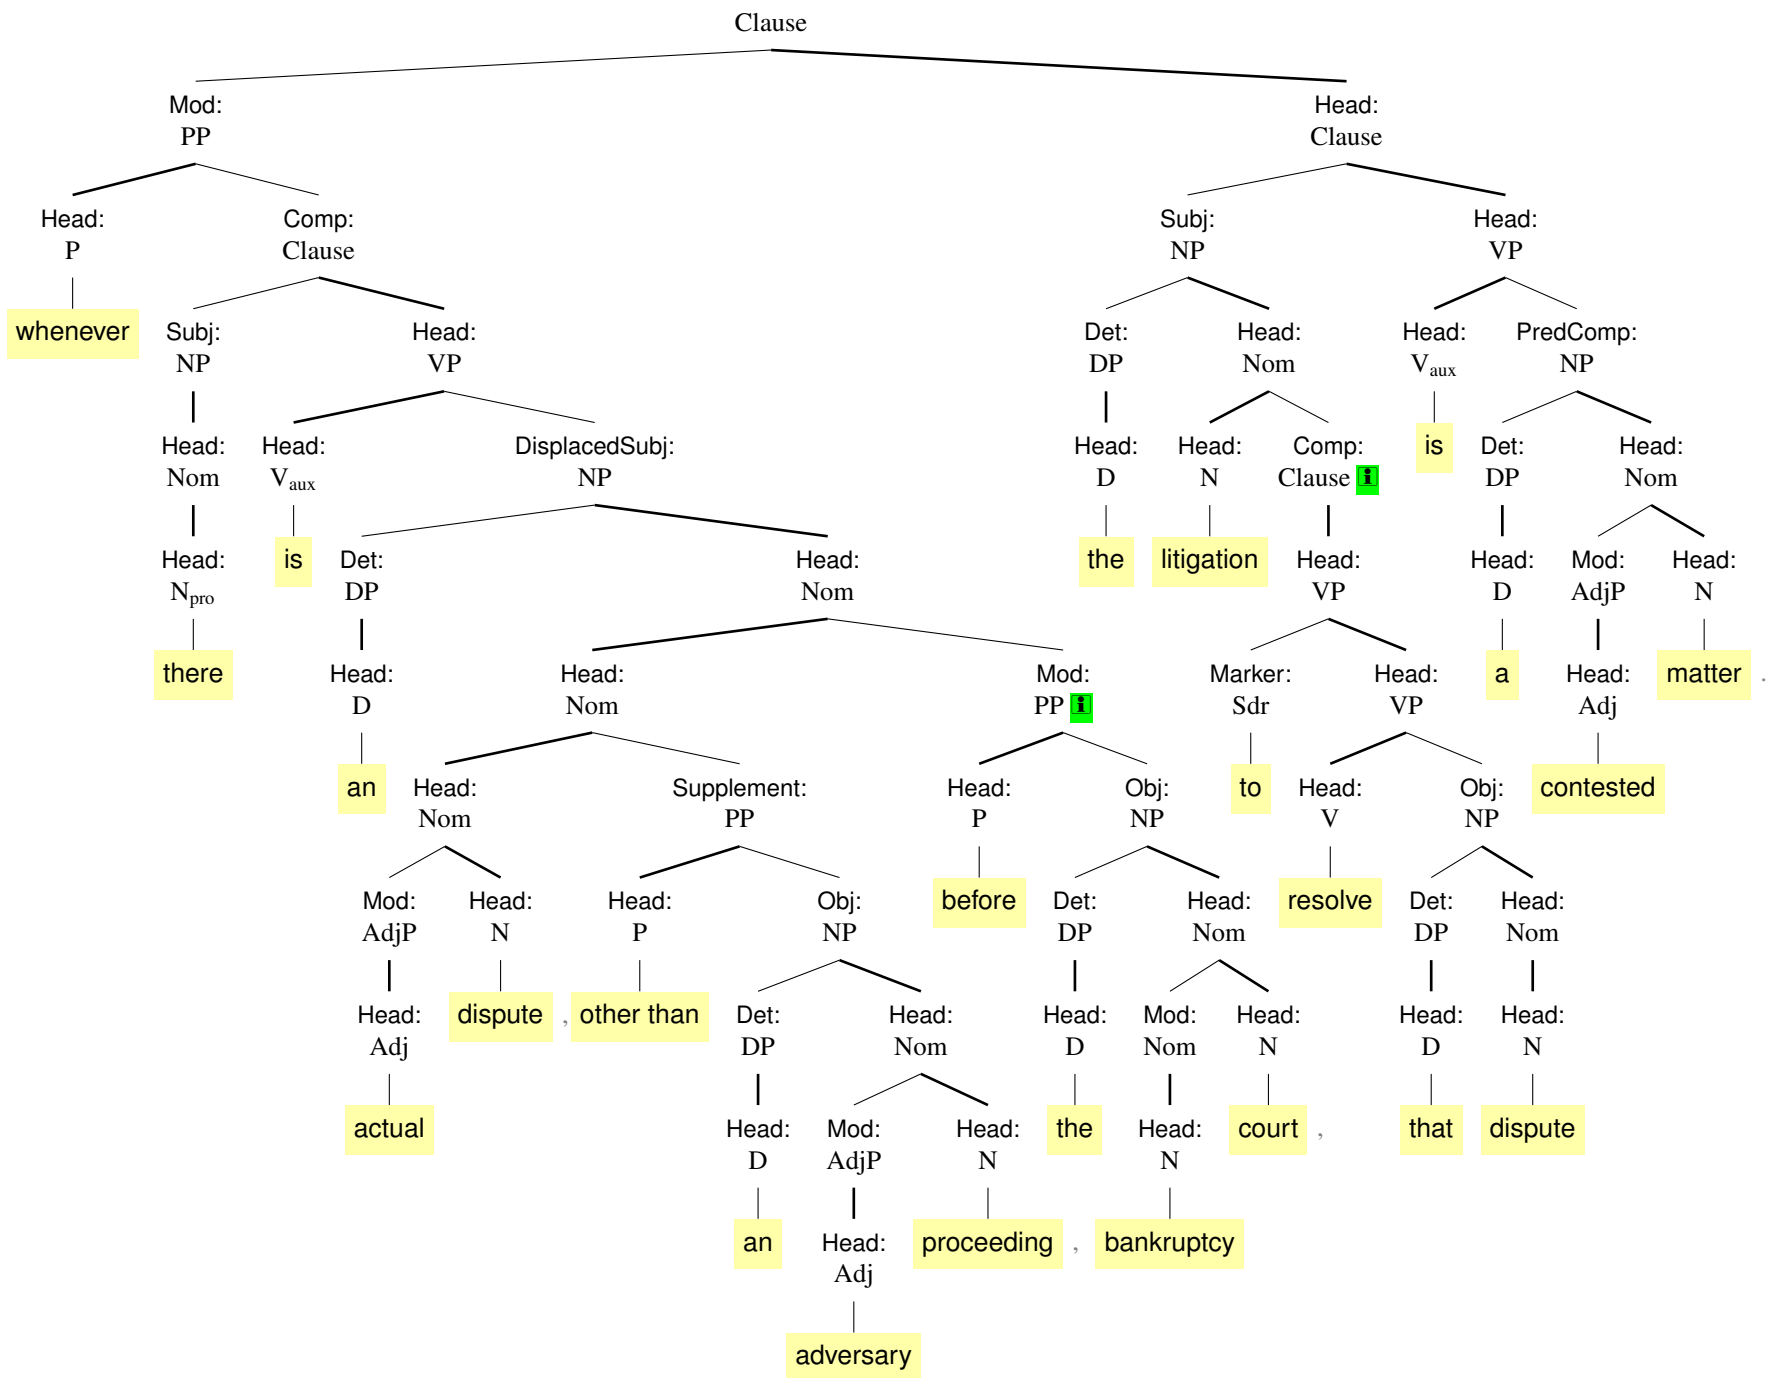 Clause
Mod: Head:
PP Clause
Head: Comp: Subj: Head:
P Clause NP VP
whenever Subj: Head: Det: Head: Head: PredComp:
NP VP DP Nom Vaux NP
Head: Head: DisplacedSubj: Head: Head: Comp: is Det: Head:
Nom Vaux NP D N Clause i DP Nom
Head: is Det: Head: the litigation Head: Head: Mod: Head:
Npro DP Nom VP D AdjP N
there Head: Head: Mod: Marker: Head: a Head: matter .
D Nom PP i Sdr VP Adj
an Head: Supplement: Head: Obj: to Head: Obj: contested
Nom PP P NP V NP
Mod: Head: Head: Obj: before Det: Head: resolve Det: Head:
AdjP N P NP DP Nom DP Nom
Head: dispute , other than Det: Head: Head: Mod: Head: Head: Head:
Adj DP Nom D Nom N D N
actual Head: Mod: Head: the Head: court , that dispute
D AdjP N N
an Head: proceeding , bankruptcy
Adj
adversary